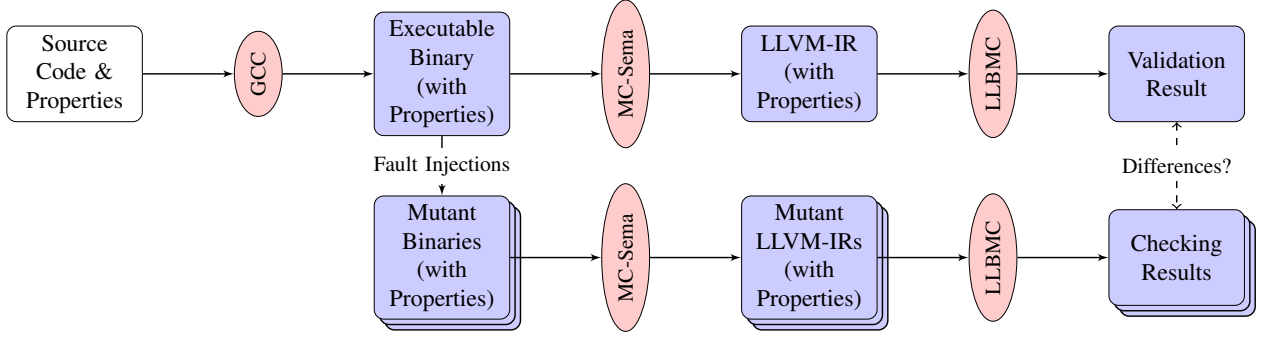 Source
Code &
Properties
GCC
Executable
Binary
(with
Properties)
MC-Sema
LLVM-IR
(with
Properties)
LLBMC
Validation
Result
Fault Injections
Differences?
Mutant
Binaries
(with
Properties)
MC-Sema
Mutant
LLVM-IRs
(with
Properties)
LLBMC
Checking
Results